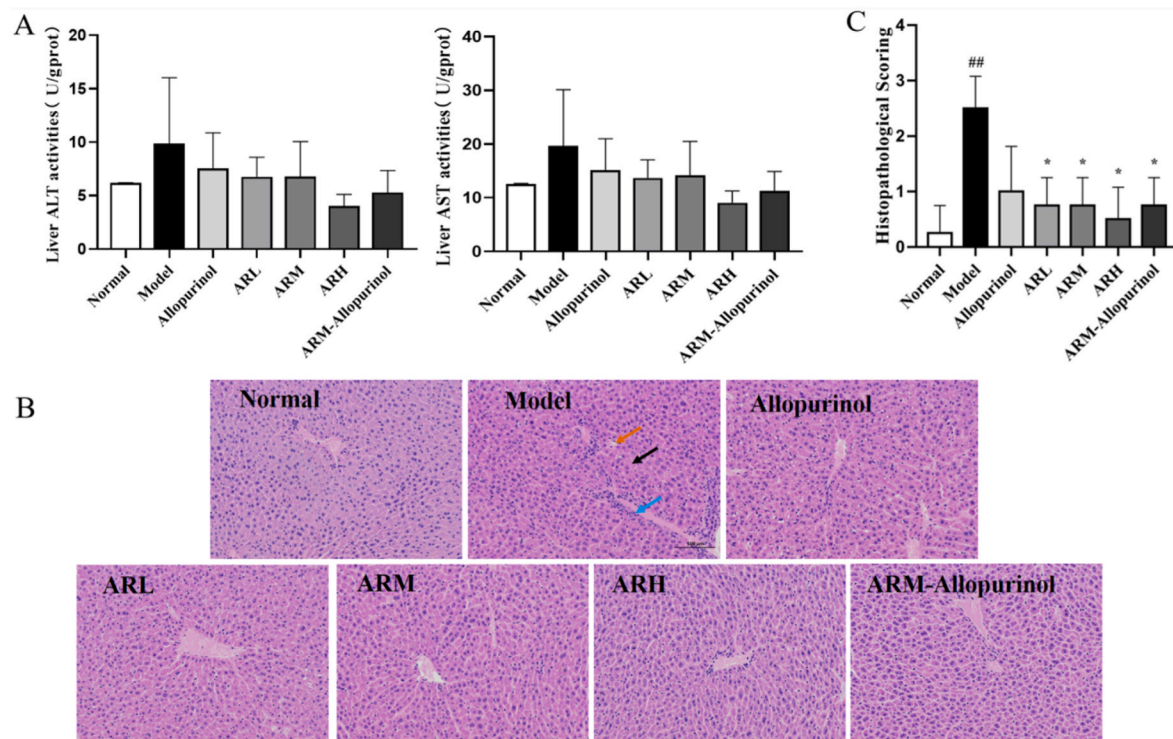 A
Liver ALT activities( U/gprot)
20
15
10
5
0
Normal
Model
Allopurinol
ARL
ARM
ARH
ARM-Allopurinol
Liver AST activities( U/gprot)
40
30
20
10
0
Normal
Model
Allopurinol
ARL
ARM
ARH
ARM-Allopurinol
C
Histopathological Scoring
4
3
2
1
0
##
*
*
*
*
Normal
Model
Allopurinol
ARL
ARM
ARH
ARM-Allopurinol
B
Normal
Model
Allopurinol
ARL
ARM
ARH
ARM-Allopurinol